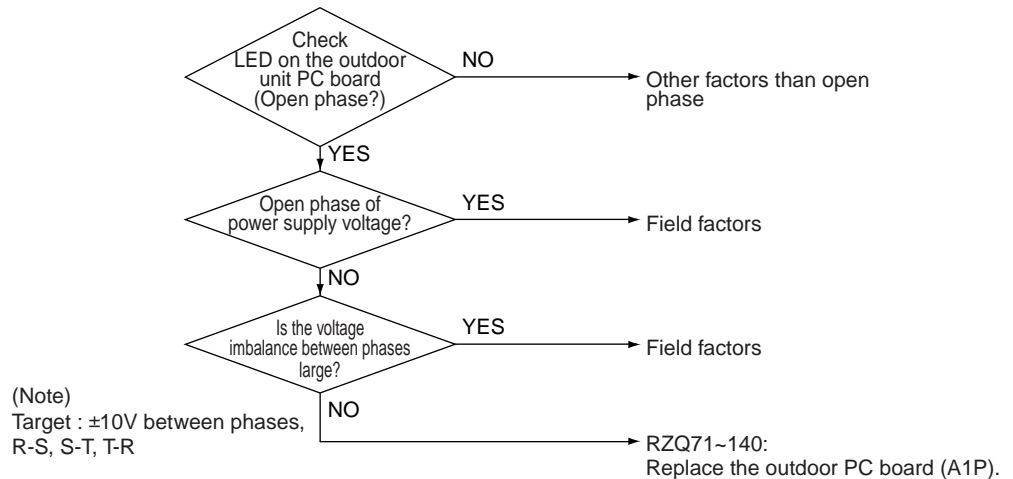 Check
LED on the outdoor
unit PC board
(Open phase?)
NO
Other factors than open
phase
YES
Open phase of
power supply voltage?
YES
Field factors
NO
Is the voltage
imbalance between phases
large?
YES
Field factors
(Note)
Target : ±10V between phases,
R-S, S-T, T-R
NO
RZQ71~140:
Replace the outdoor PC board (A1P).